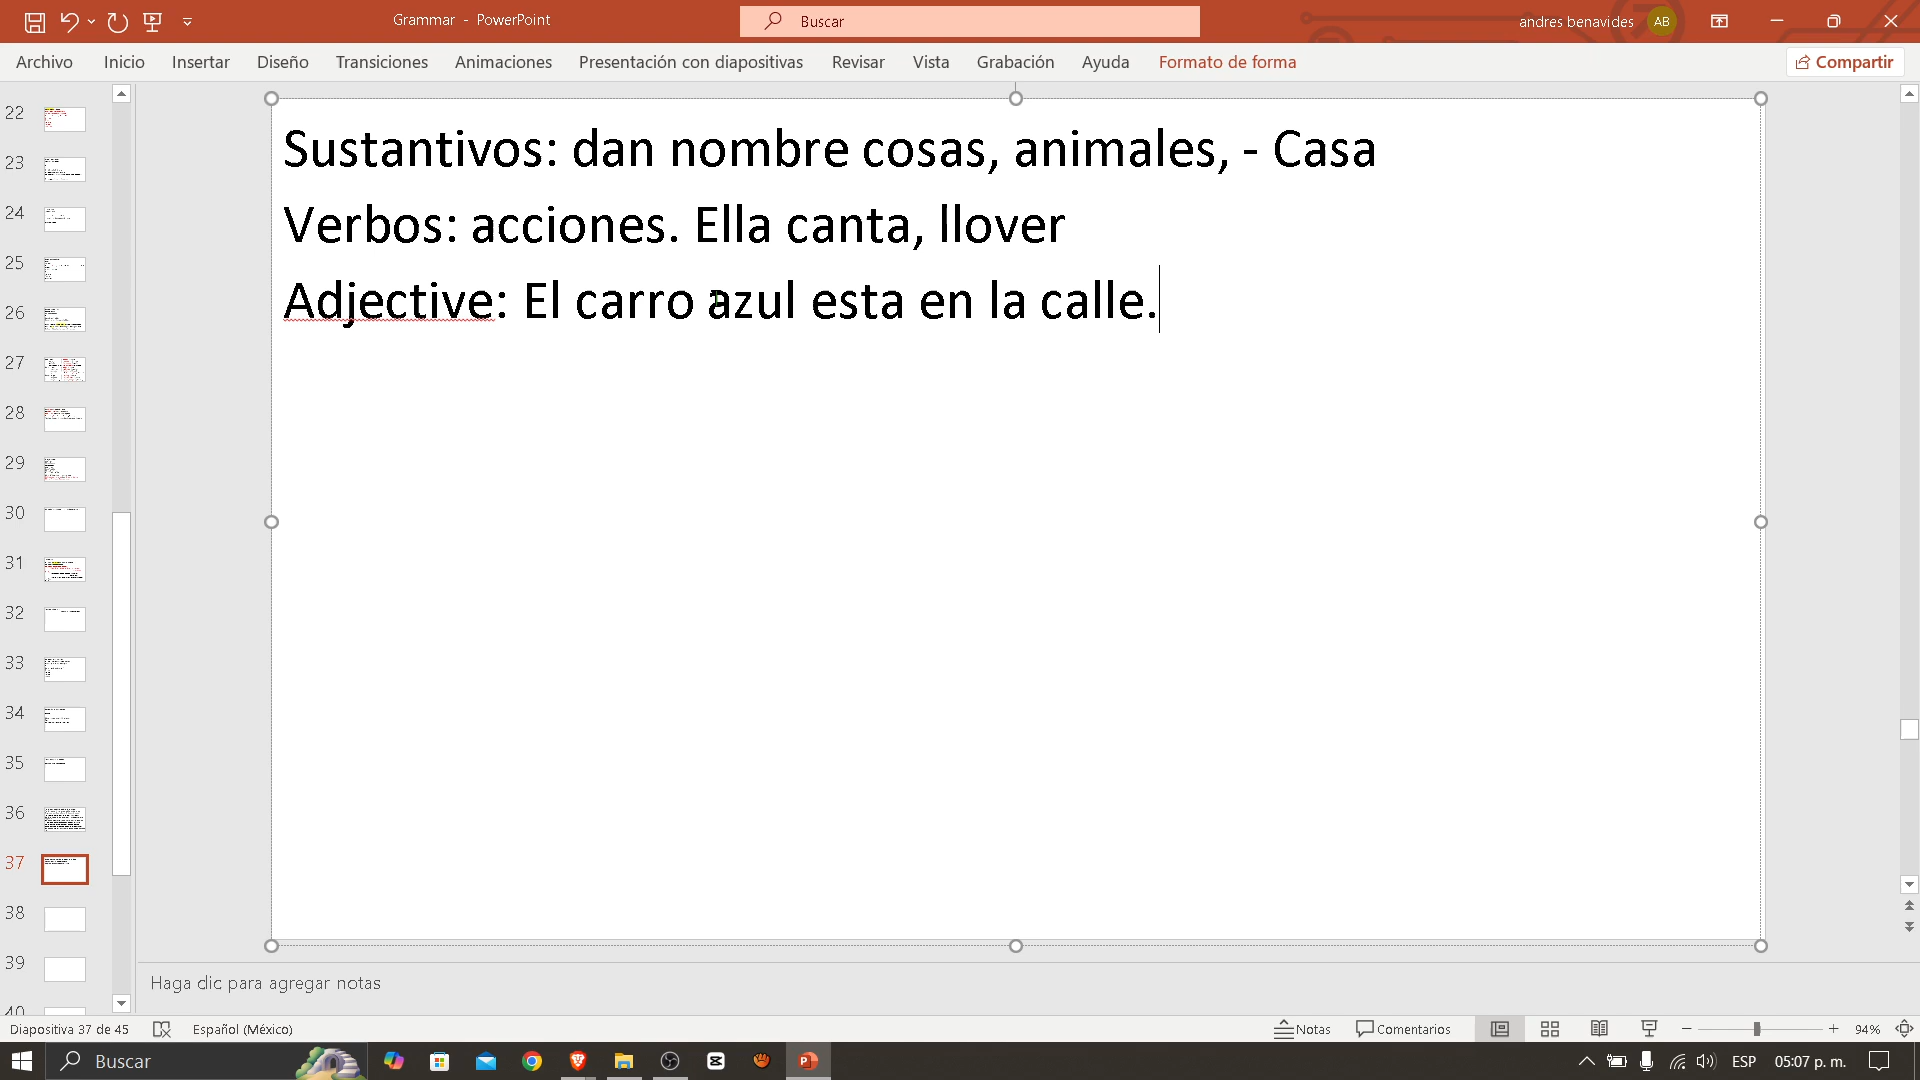 Grammar - PowerPoint
Buscar
andres benavides
AB
Archivo
Inicio
Insertar
Diseño
Transiciones
Animaciones
Presentación con diapositivas
Revisar
Vista
Grabación
Ayuda
Formato de forma
Compartir
22
23
24
25
26
27
28
29
30
31
32
33
34
35
36
37
38
39
40
Sustantivos: dan nombre cosas, animales, - Casa
Verbos: acciones. Ella canta, llover
Adjective: El carro azul esta en la calle.
Haga clic para agregar notas
Diapositiva 37 de 45
Español (México)
Notas
Comentarios
94%
Buscar
ESP
05:07 p. m.